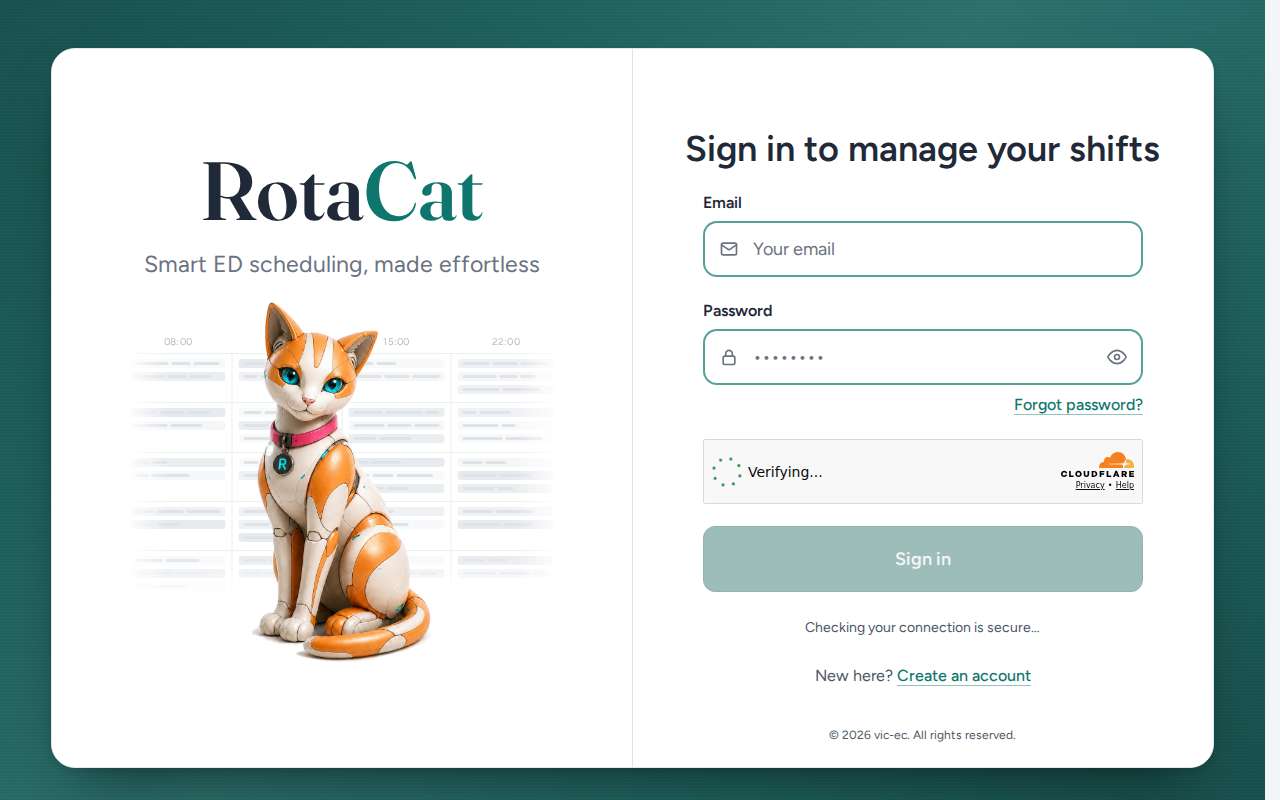 RotaCat
Smart ED scheduling, made effortless
08:00
15:00
22:00
R
Sign in to manage your shifts
Email
Your email
Password
••••••••
Forgot password?
Verifying...
CLOUDFLARE
Privacy • Help
Sign in
Checking your connection is secure…
New here? Create an account
© 2026 vic-ec. All rights reserved.